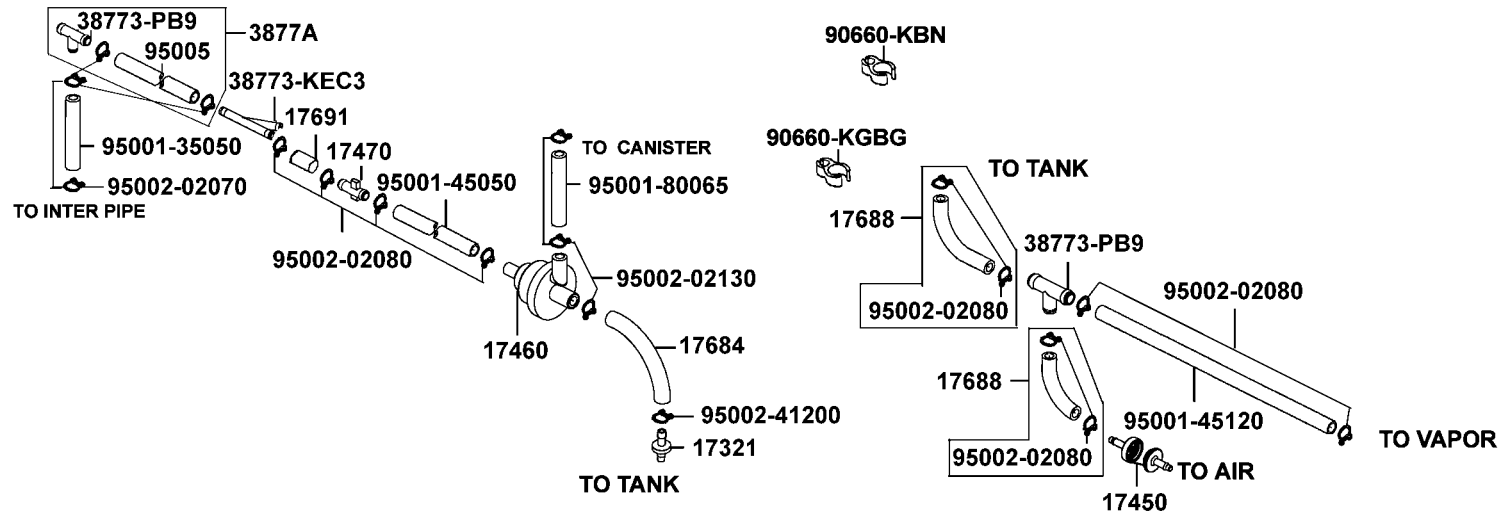 38773-PB9
3877A
95005
38773-KEC3
17691
95001-35050
17470
95002-02070
95001-45050
TO INTER PIPE
95002-02080
TO CANISTER
95001-80065
95002-02130
17460
17684
95002-41200
17321
TO TANK
90660-KBN
90660-KGBG
TO TANK
17688
38773-PB9
95002-02080
95002-02080
17688
95001-45120
95002-02080
TO VAPOR
TO AIR
17450